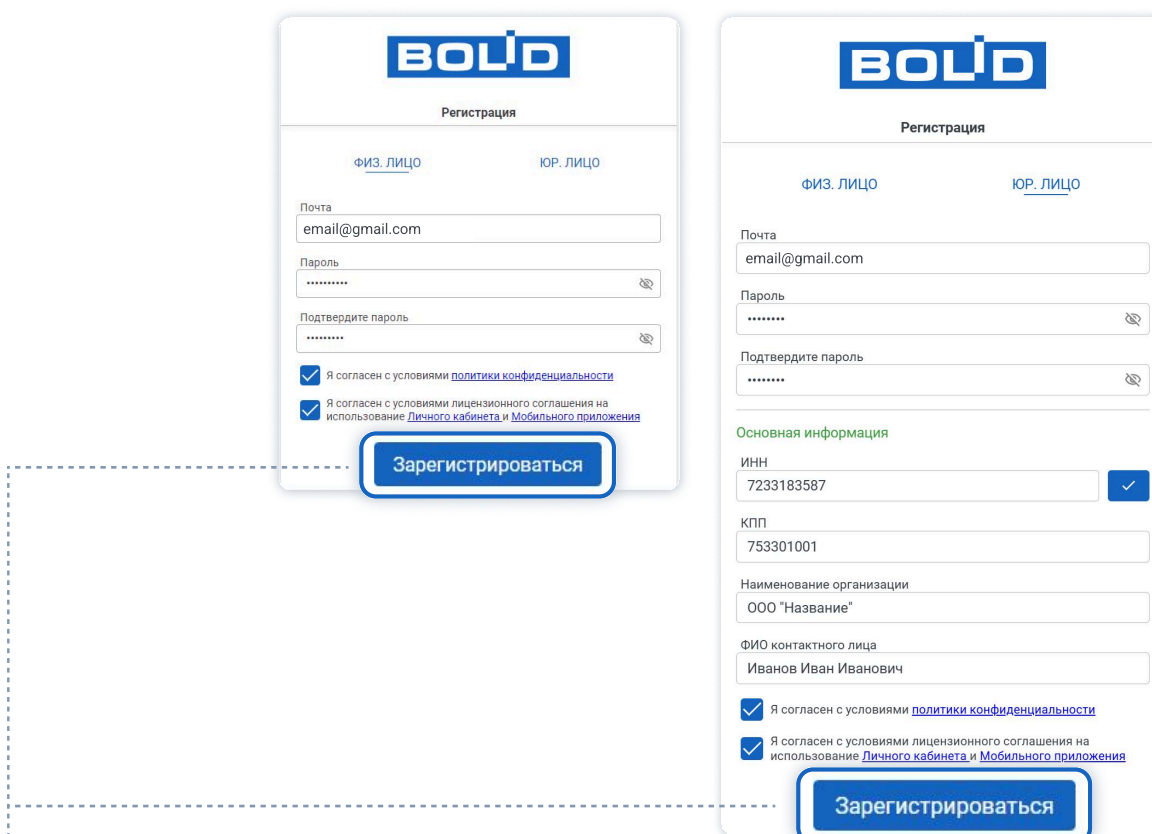 BOLID
Регистрация
ФИЗ. ЛИЦО ЮР. ЛИЦО
Почта
email@gmail.com
Пароль
••••••••••
Подтвердите пароль
•••••••••
Я согласен с условиями политики конфиденциальности
Я согласен с условиями лицензионного соглашения на
использование Личного кабинета и Мобильного приложения
Зарегистрироваться
BOLID
Регистрация
ФИЗ. ЛИЦО ЮР. ЛИЦО
Почта
email@gmail.com
Пароль
••••••••
Подтвердите пароль
••••••••
Основная информация
ИНН
7233183587
КПП
753301001
Наименование организации
ООО "Название"
ФИО контактного лица
Иванов Иван Иванович
Я согласен с условиями политики конфиденциальности
Я согласен с условиями лицензионного соглашения на
использование Личного кабинета и Мобильного приложения
Зарегистрироваться